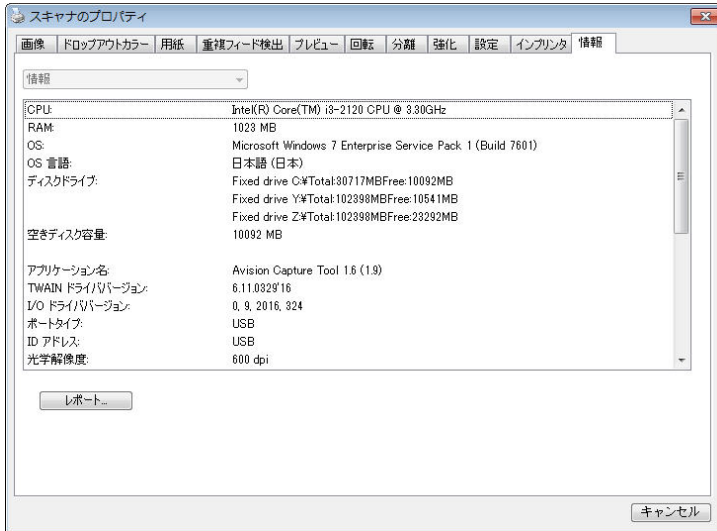 スキャナのプロパティ
画像 ドロップアウトカラー 用紙 重複フィード検出 プレビュー 回転 分離 強化 設定 インプリンタ 情報
情報
CPU: Intel(R) Core(TM) i3-2120 CPU @ 3.30GHz
RAM: 1023 MB
OS: Microsoft Windows 7 Enterprise Service Pack 1 (Build 7601)
OS 言語: 日本語 (日本)
ディスクドライブ: Fixed drive C:¥Total:30717MBFree:10092MB
Fixed drive Y:¥Total:102398MBFree:10541MB
Fixed drive Z:¥Total:102398MBFree:23292MB
空きディスク容量: 10092 MB
アプリケーション名: Avision Capture Tool 1.6 (1.9)
TWAIN ドライババージョン: 6.11.0329'16
I/O ドライババージョン: 0, 9, 2016, 324
ポートタイプ: USB
ID アドレス: USB
光学解像度: 600 dpi
レポート...
キャンセル